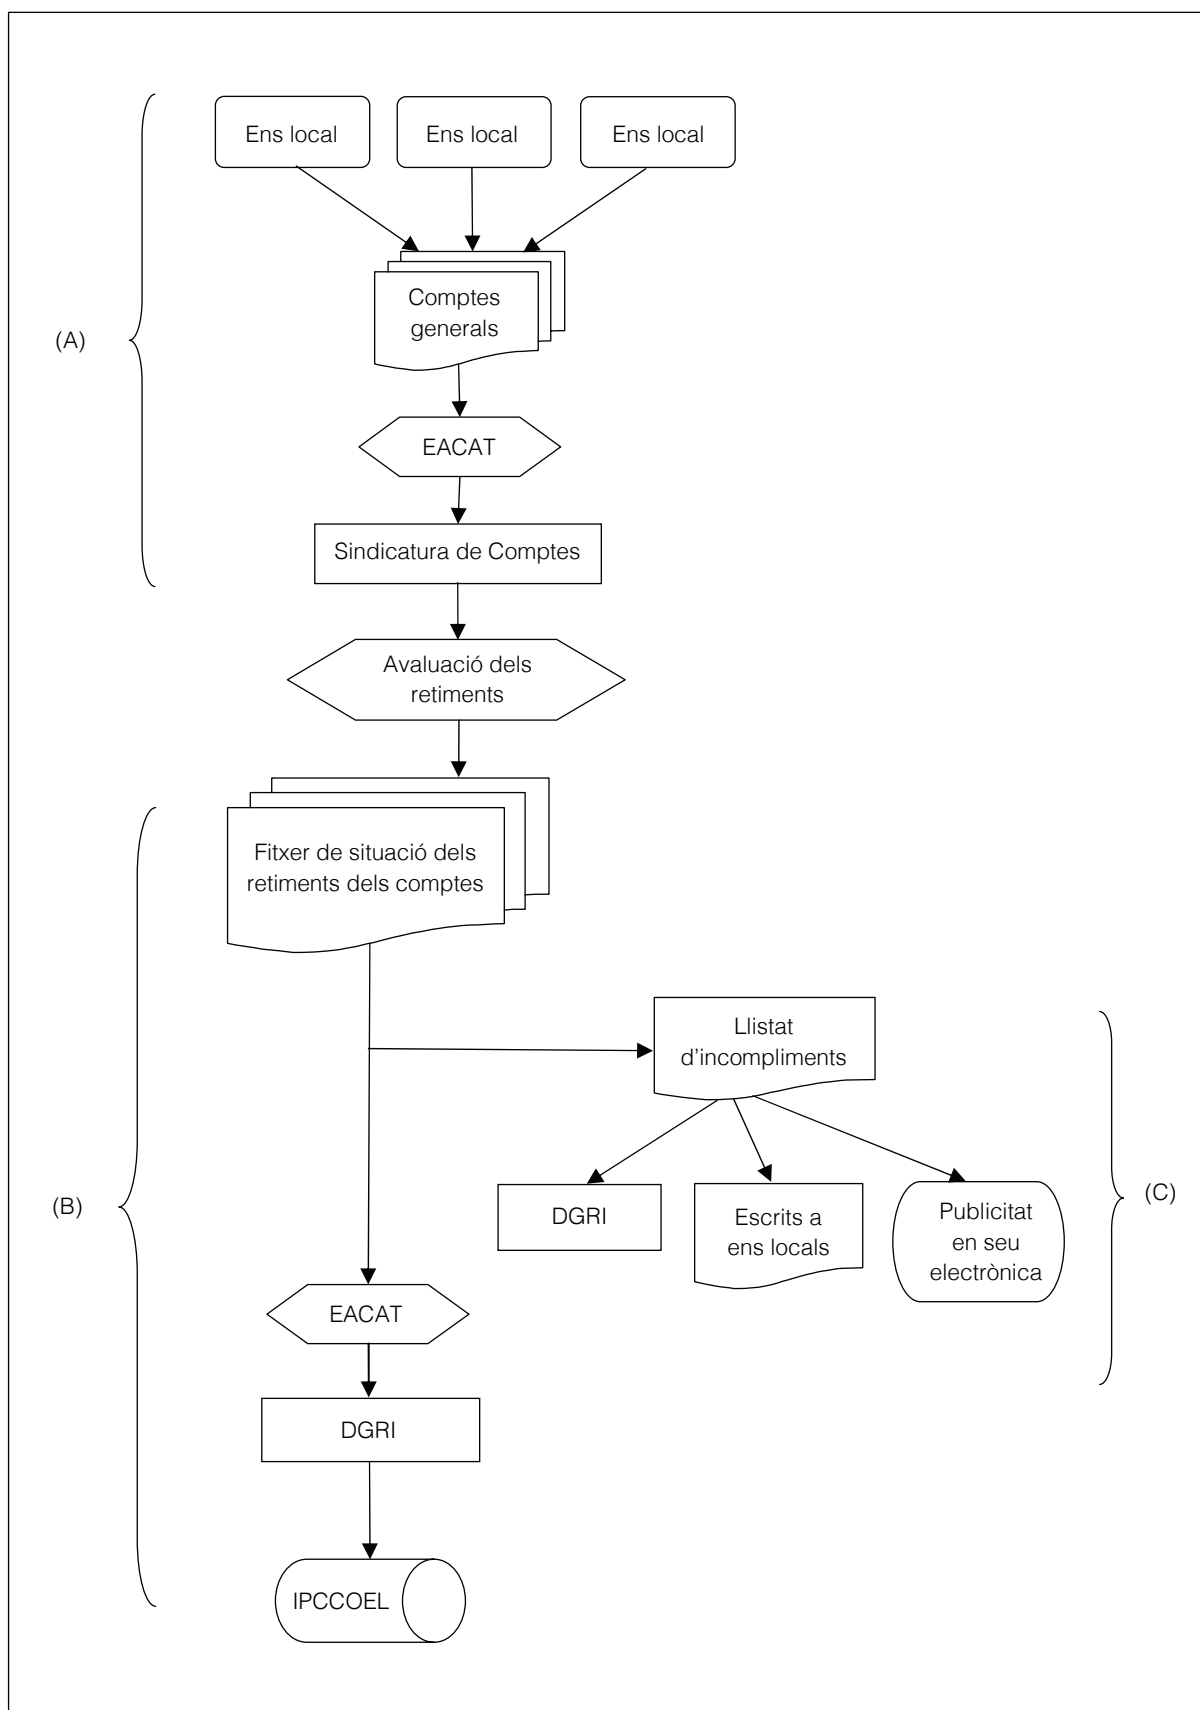 Ens local
Ens local
Ens local
Comptes
generals
(A)
EACAT
Sindicatura de Comptes
Avaluació dels
retiments
Fitxer de situació dels
retiments dels comptes
Llistat
d'incompliments
(B)
(C)
DGRI
Escrits a
ens locals
Publicitat
en seu
electrònica
EACAT
DGRI
IPCCOEL